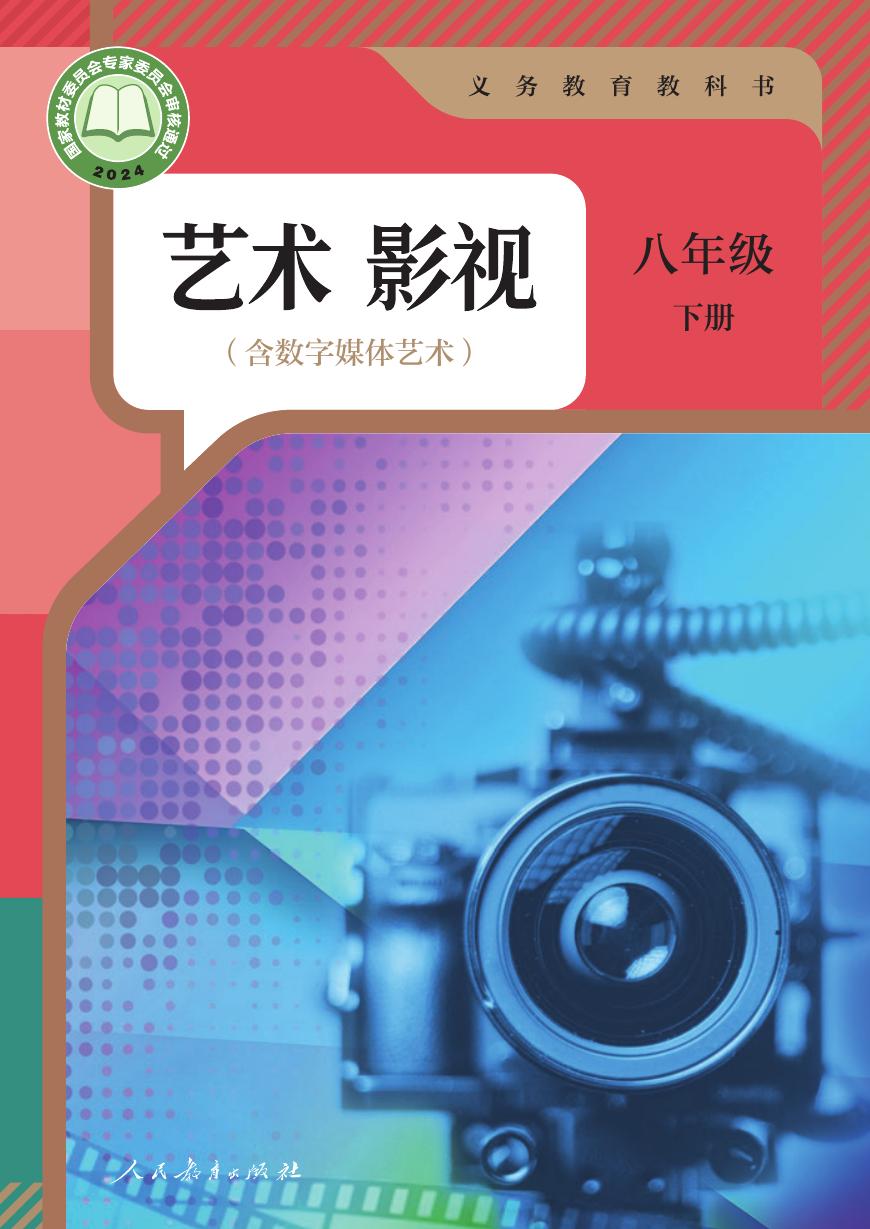 国家教材委员会专家委员会审核通过
2024
义务教育教科书
艺术 影视
（含数字媒体艺术）
八年级
下册
人民教育出版社